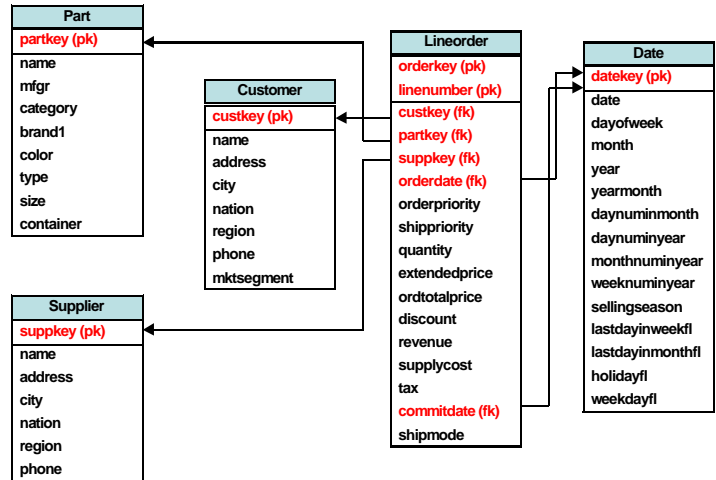 Part
partkey (pk)
name
mfgr
category
brand1
color
type
size
container
Customer
custkey (pk)
name
address
city
nation
region
phone
mktsegment
Supplier
suppkey (pk)
name
address
city
nation
region
phone
Lineorder
orderkey (pk)
linenumber (pk)
custkey (fk)
partkey (fk)
suppkey (fk)
orderdate (fk)
orderpriority
shippriority
quantity
extendedprice
ordtotalprice
discount
revenue
supplycost
tax
commitdate (fk)
shipmode
Date
datekey (pk)
date
dayofweek
month
year
yearmonth
daynuminmonth
daynuminyear
monthnuminyear
weeknuminyear
sellingseason
lastdayinweekfl
lastdayinmonthfl
holidayfl
weekdayfl